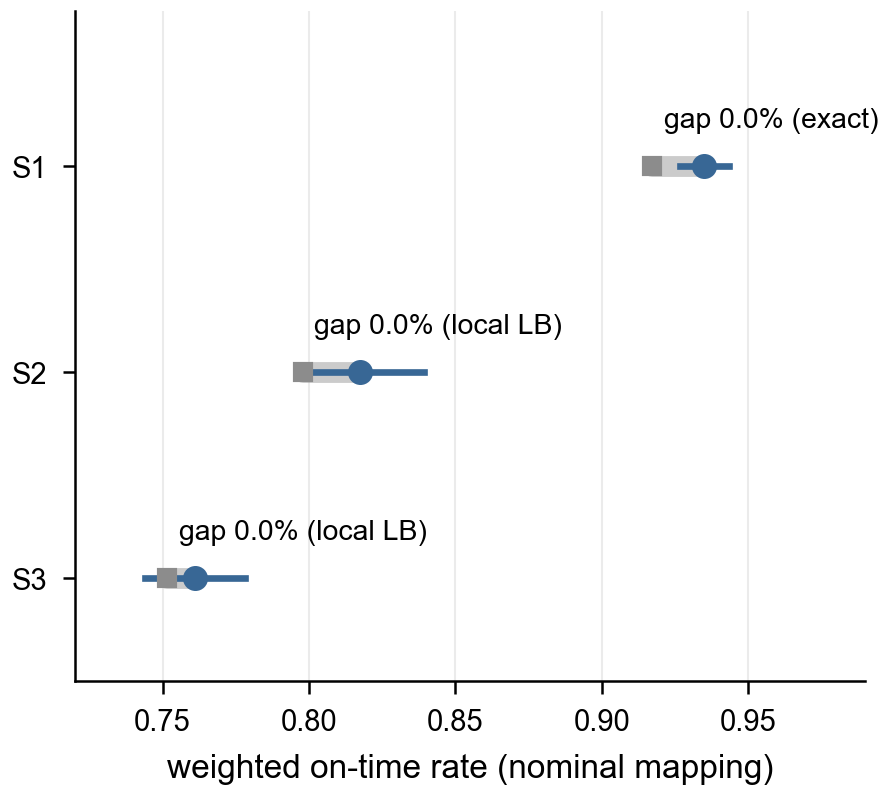 gap 0.0% (exact)
S1
gap 0.0% (local LB)
S2
gap 0.0% (local LB)
S3
0.75 0.80 0.85 0.90 0.95
weighted on-time rate (nominal mapping)